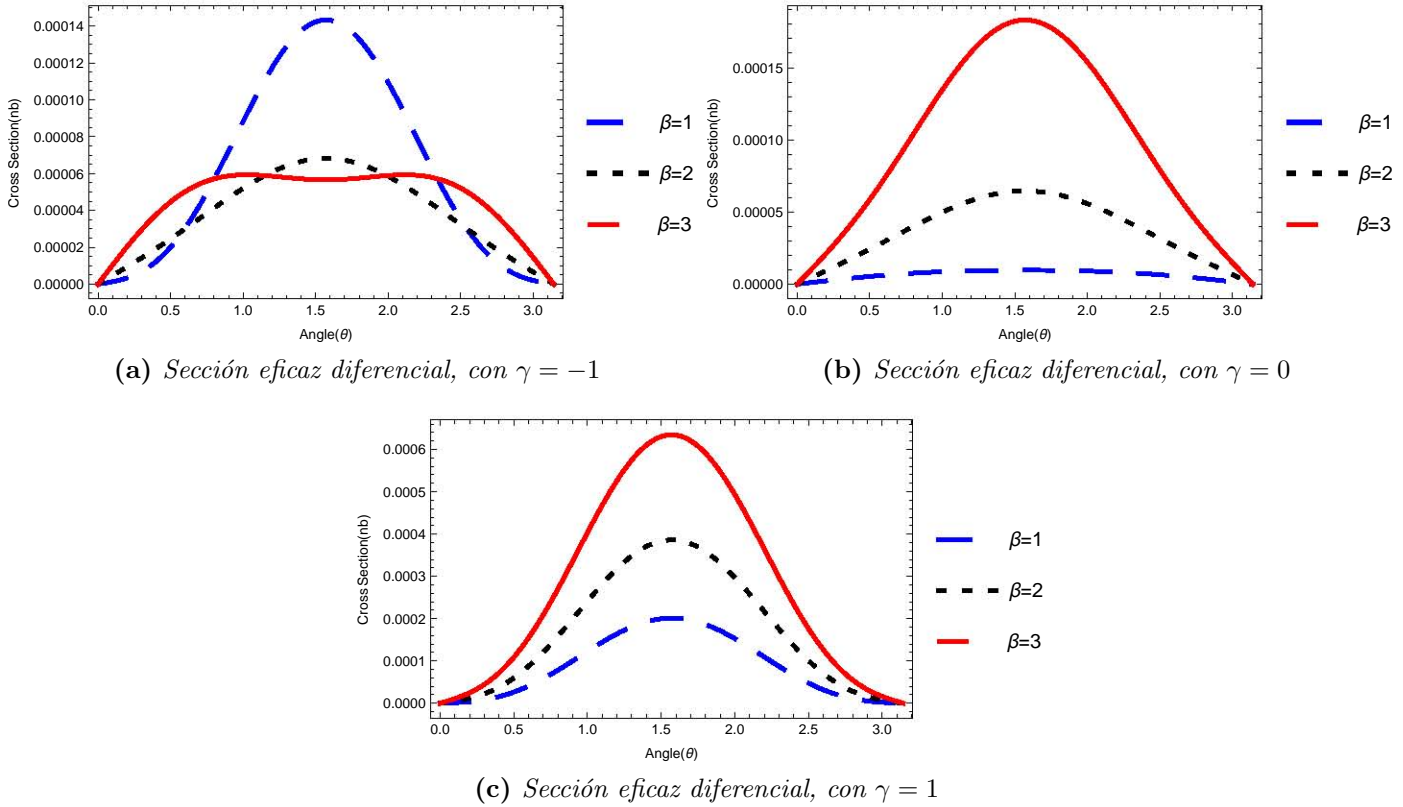 0.00014
0.00012
0.00010
0.00008
0.00006
0.00004
0.00002
0.00000
Cross Section(nb)
0.0 0.5 1.0 1.5 2.0 2.5 3.0
Angle(θ)
β=1
β=2
β=3
(a) Sección eficaz diferencial, con γ = −1
0.00015
0.00010
0.00005
0.00000
Cross Section(nb)
0.0 0.5 1.0 1.5 2.0 2.5 3.0
Angle(θ)
β=1
β=2
β=3
(b) Sección eficaz diferencial, con γ = 0
0.0006
0.0005
0.0004
0.0003
0.0002
0.0001
0.0000
Cross Section(nb)
0.0 0.5 1.0 1.5 2.0 2.5 3.0
Angle(θ)
β=1
β=2
β=3
(c) Sección eficaz diferencial, con γ = 1